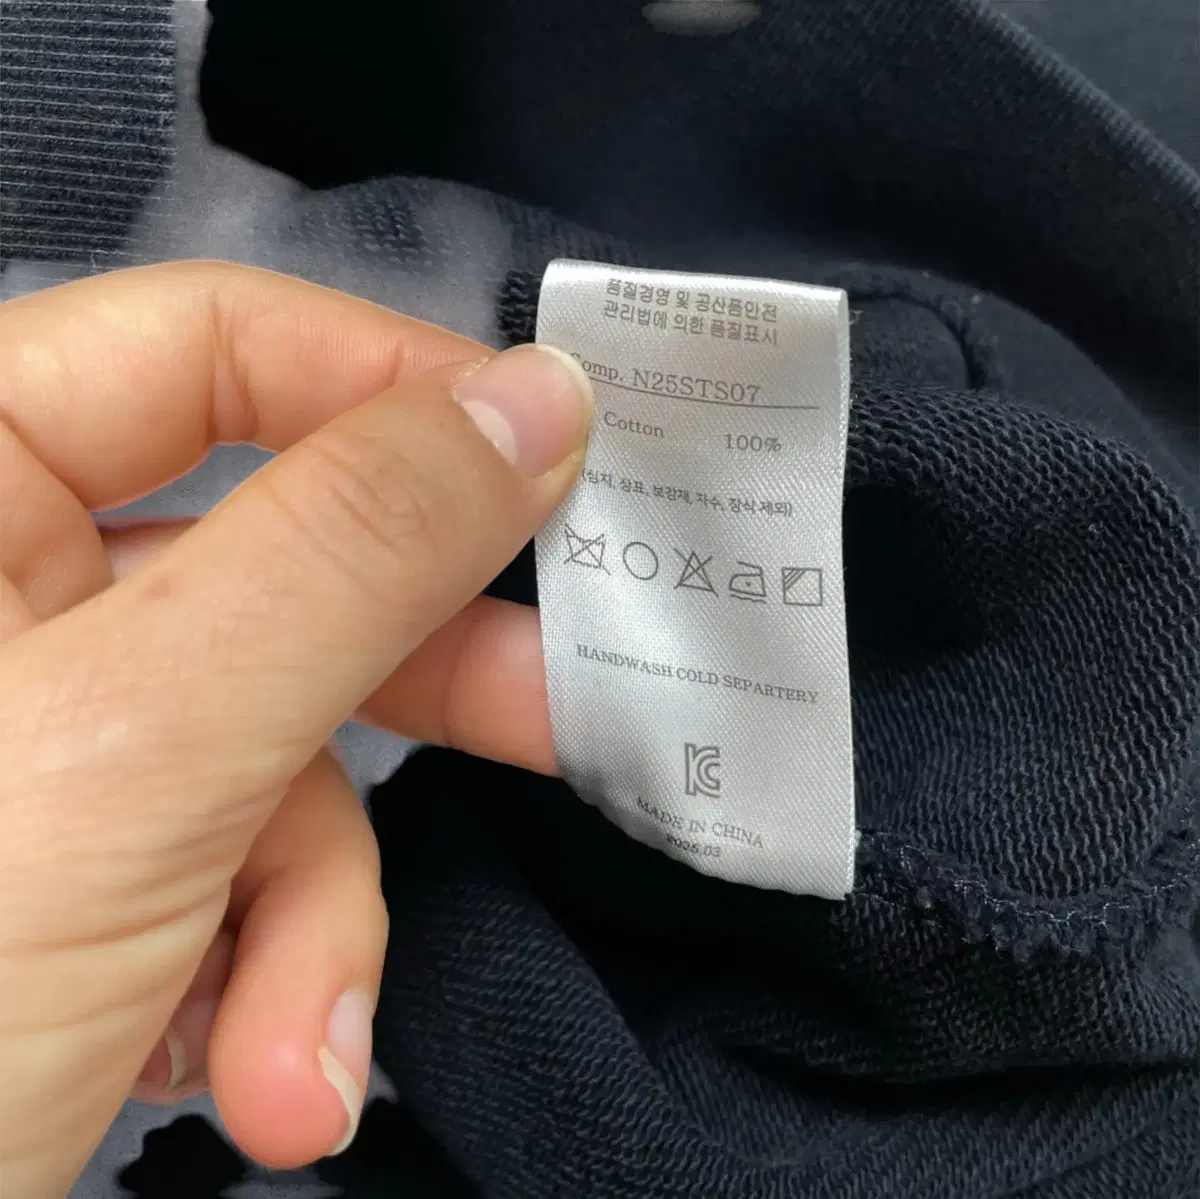 품질경영 및 공산품안전
관리법에 의한 품질표시
Comp. N25STS07
Cotton 100%
(심지, 상표, 보강재, 자수, 장식 제외)
HANDWASH COLD SEPARTERY
MADE IN CHINA
2025.03